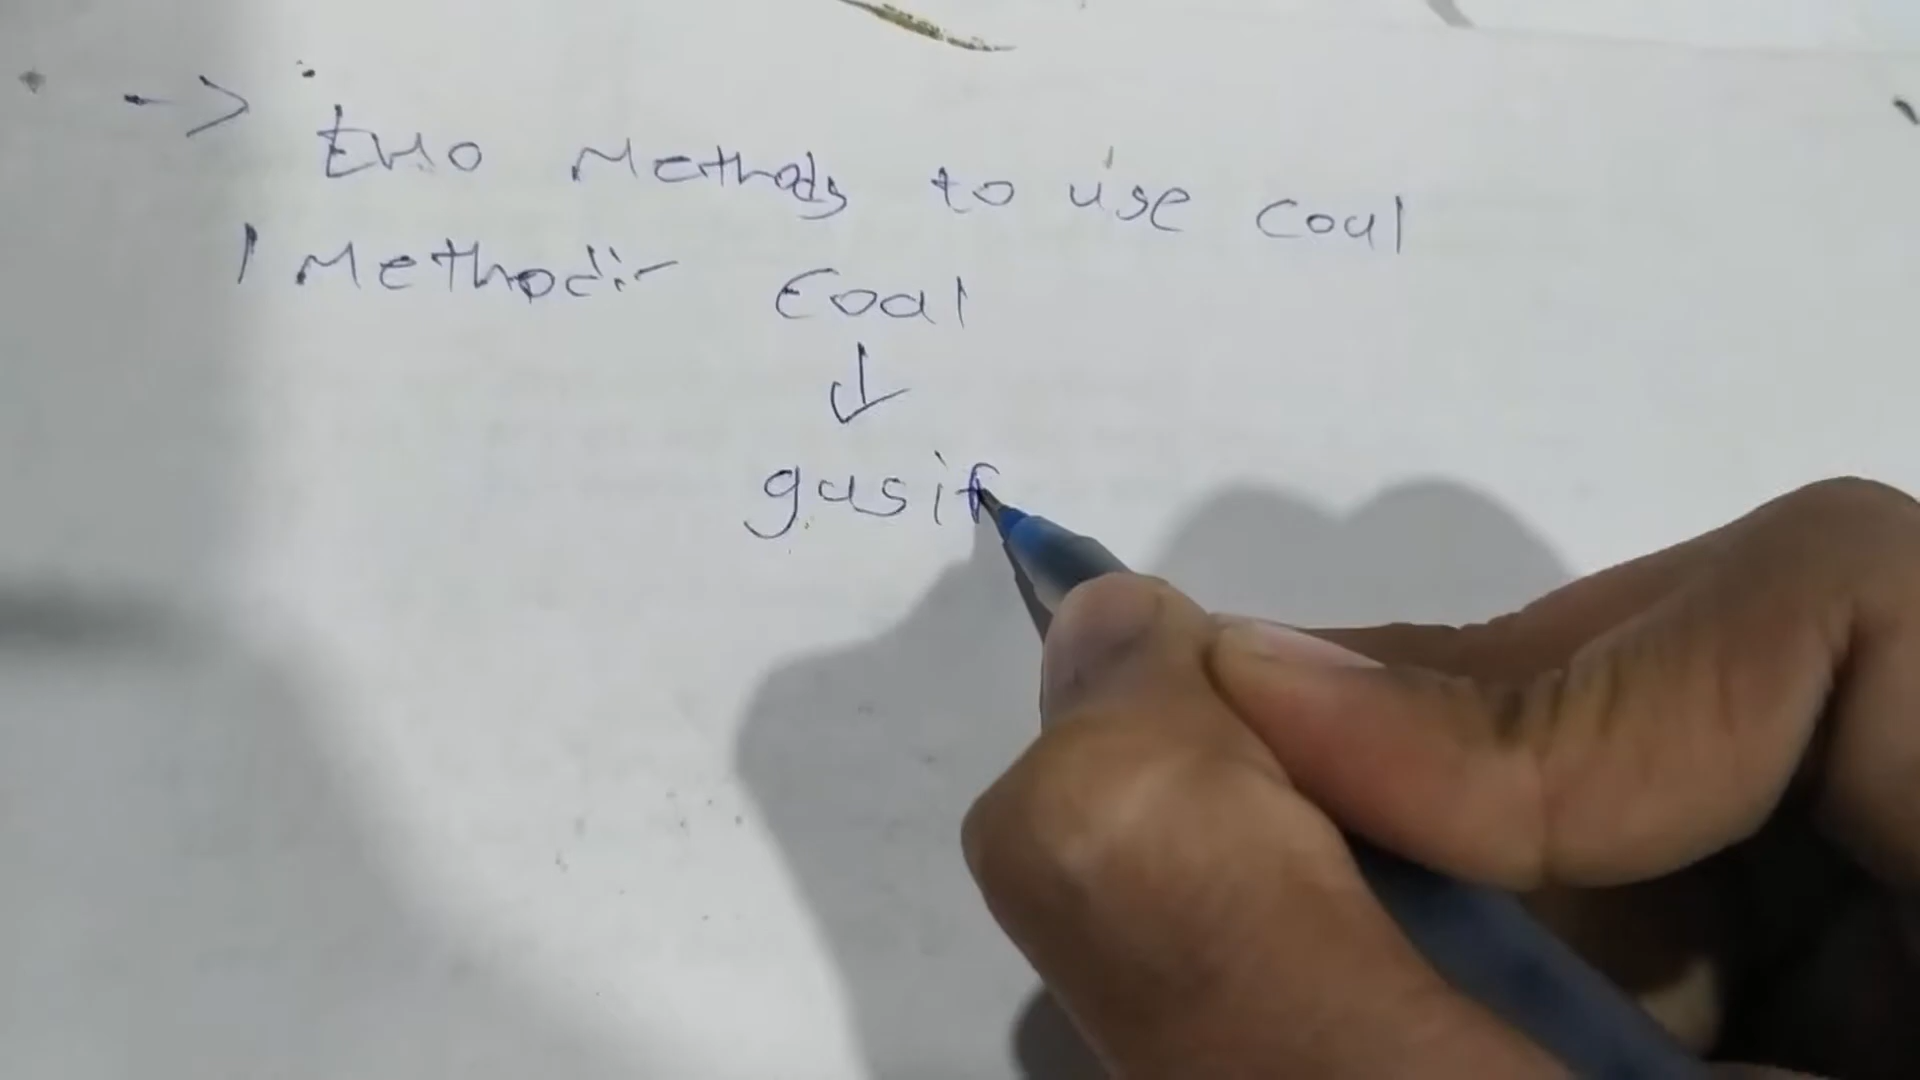 -> two Methods to use coal
1 Method:- Coal
↓
gasif